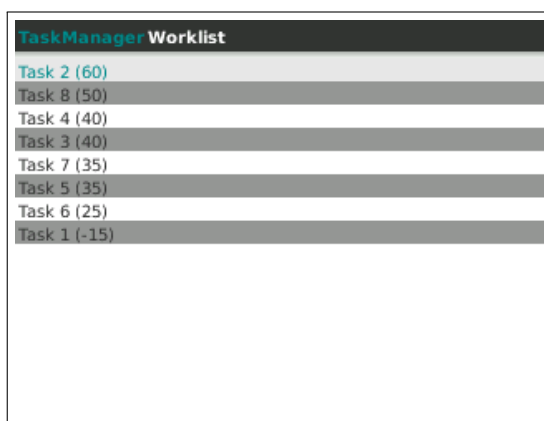 TaskManager Worklist
Task 2 (60)
Task 8 (50)
Task 4 (40)
Task 3 (40)
Task 7 (35)
Task 5 (35)
Task 6 (25)
Task 1 (-15)